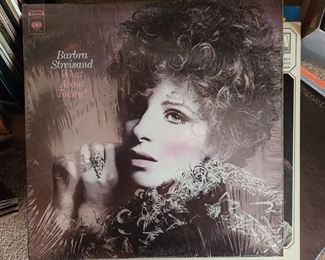 Barbra
Streisand
What
About
Today?